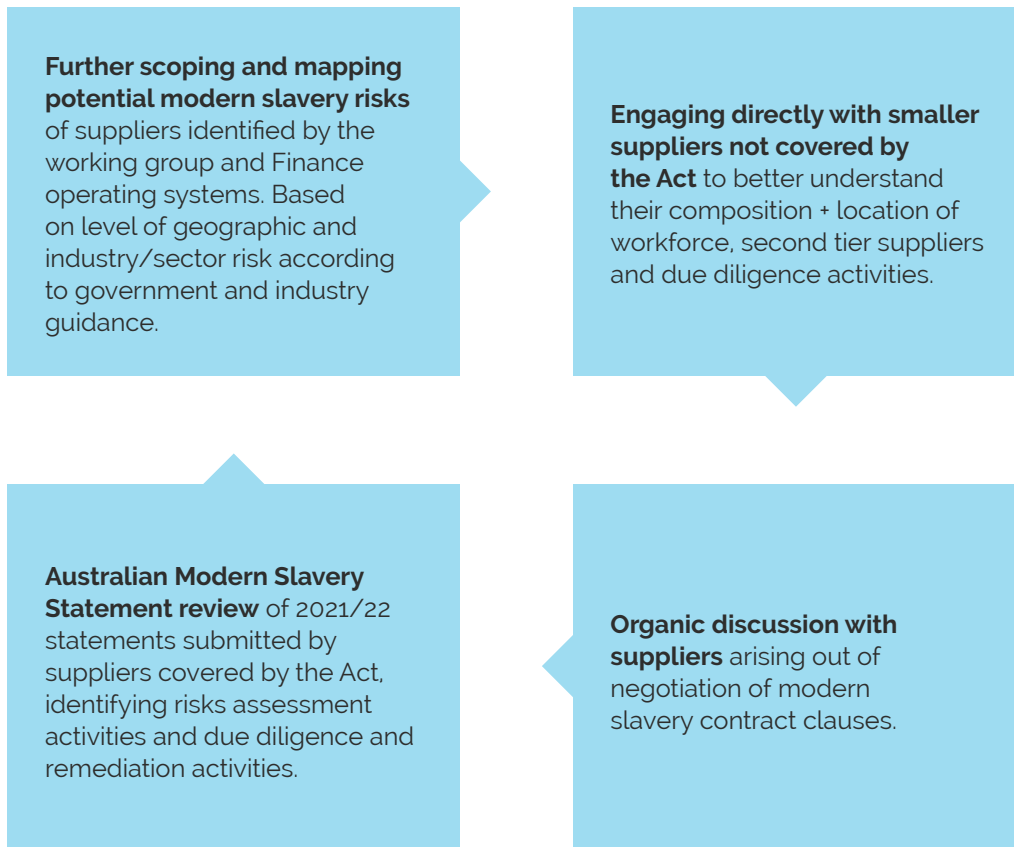 Further scoping and mapping
potential modern slavery risks
of suppliers identified by the
working group and Finance
operating systems. Based
on level of geographic and
industry/sector risk according
to government and industry
guidance.
Engaging directly with smaller
suppliers not covered by
the Act to better understand
their composition + location of
workforce, second tier suppliers
and due diligence activities.
Australian Modern Slavery
Statement review of 2021/22
statements submitted by
suppliers covered by the Act,
identifying risks assessment
activities and due diligence and
remediation activities.
Organic discussion with
suppliers arising out of
negotiation of modern
slavery contract clauses.